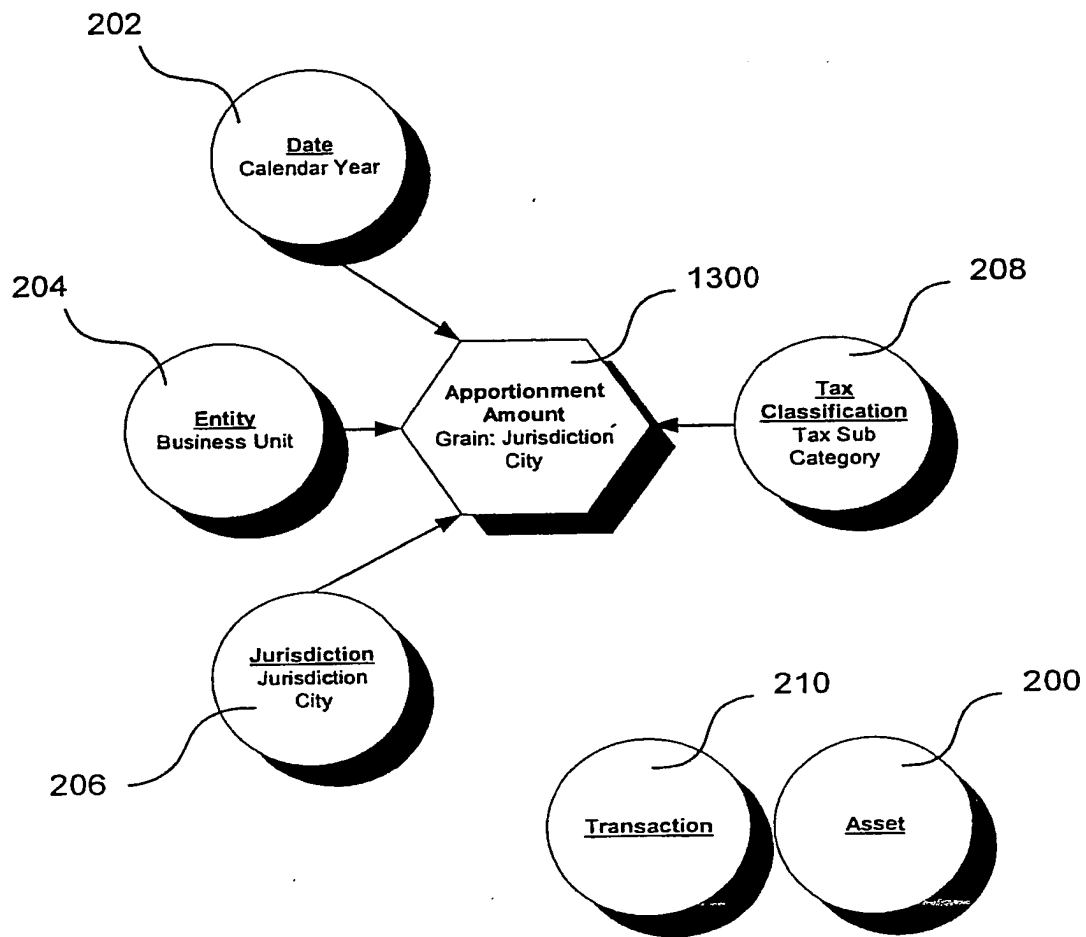 202
Date
Calendar Year
204
1300
208
Entity
Business Unit
Apportionment
Amount
Grain: Jurisdiction
City
Tax
Classification
Tax Sub
Category
Jurisdiction
Jurisdiction
City
206
210
200
Transaction
Asset